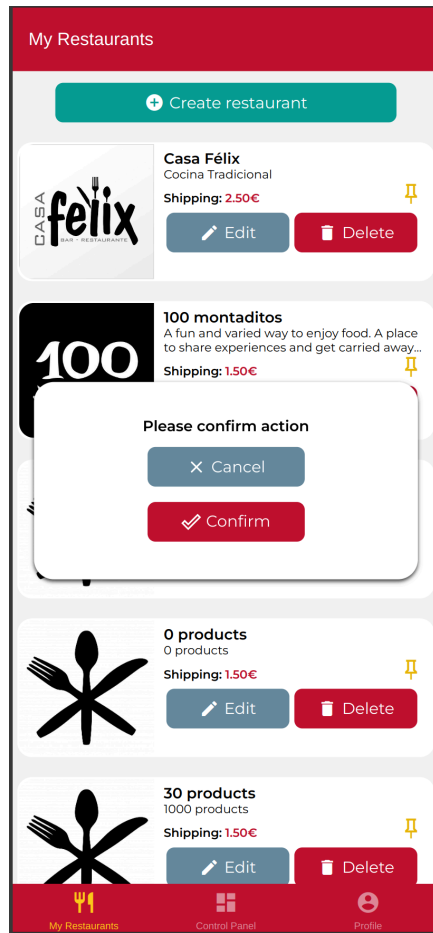 My Restaurants
Create restaurant
Casa Félix
Cocina Tradicional
Shipping: 2.50€
Edit
Delete
CASA
felix
BAR - RESTAURANTE
100 montaditos
A fun and varied way to enjoy food. A place
to share experiences and get carried away...
Shipping: 1.50€
100
Please confirm action
Cancel
Confirm
0 products
0 products
Shipping: 1.50€
Edit
Delete
30 products
1000 products
Shipping: 1.50€
Edit
Delete
My Restaurants
Control Panel
Profile